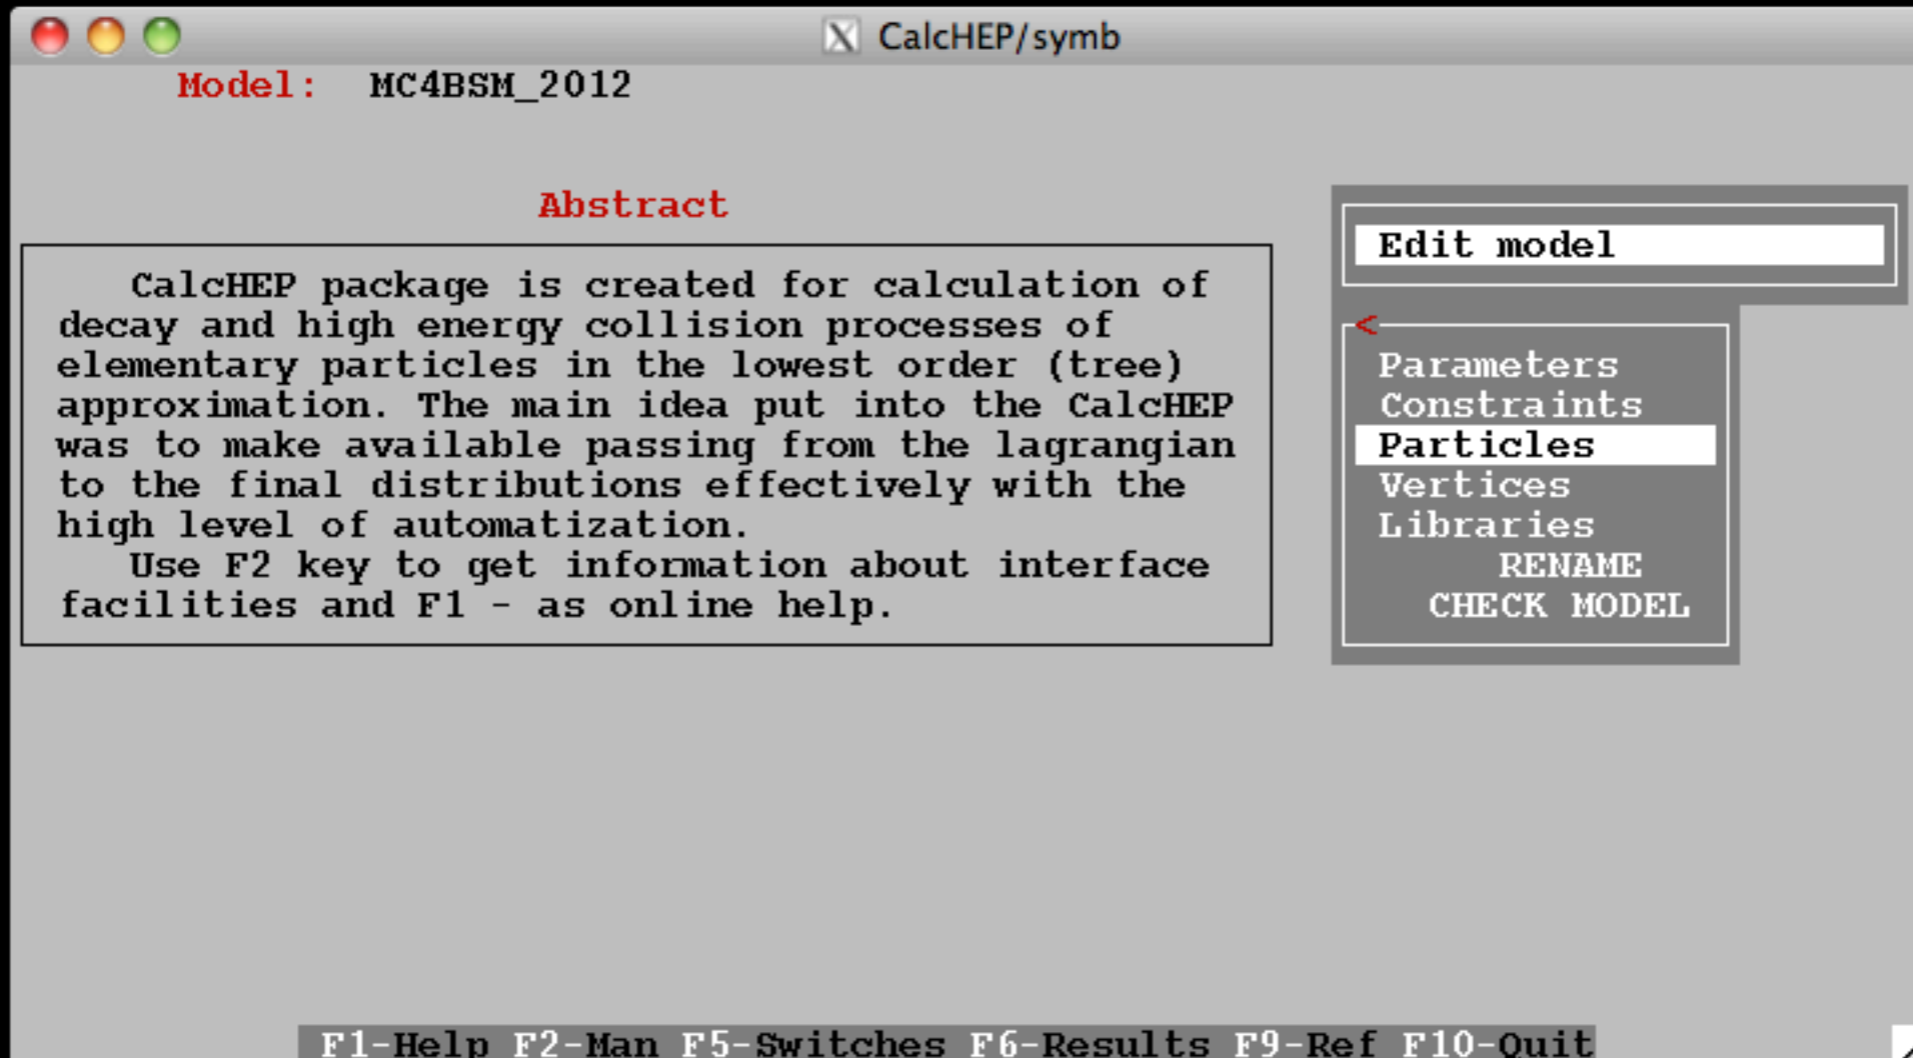 CalcHEP/symb
Model: MC4BSM_2012
Abstract
CalcHEP package is created for calculation of
decay and high energy collision processes of
elementary particles in the lowest order (tree)
approximation. The main idea put into the CalcHEP
was to make available passing from the lagrangian
to the final distributions effectively with the
high level of automatization.
Use F2 key to get information about interface
facilities and F1 - as online help.
Edit model
<
Parameters
Constraints
Particles
Vertices
Libraries
RENAME
CHECK MODEL
F1-Help F2-Man F5-Switches F6-Results F9-Ref F10-Quit